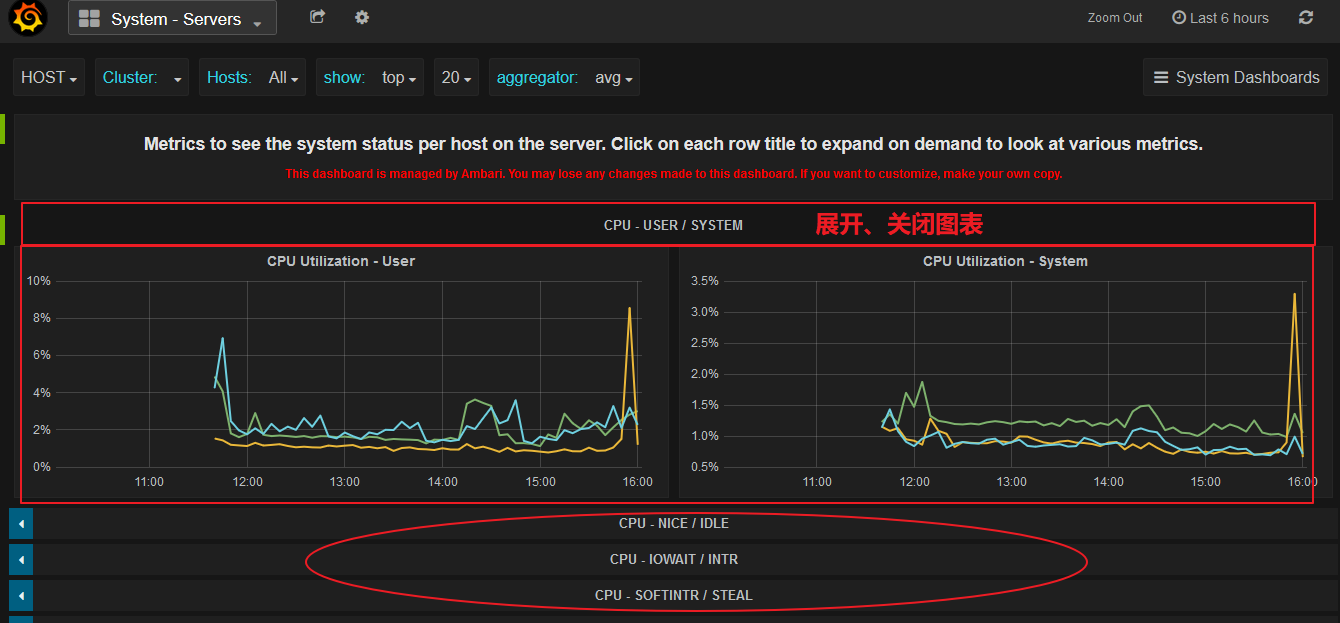 System - Servers
Zoom Out
Last 6 hours
HOST
Cluster:
Hosts: All
show: top
20
aggregator: avg
System Dashboards
Metrics to see the system status per host on the server. Click on each row title to expand on demand to look at various metrics.
This dashboard is managed by Ambari. You may lose any changes made to this dashboard. If you want to customize, make your own copy.
CPU - USER / SYSTEM
展开、关闭图表
CPU Utilization - User
10%
8%
6%
4%
2%
0%
11:00 12:00 13:00 14:00 15:00 16:00
CPU Utilization - System
3.5%
3.0%
2.5%
2.0%
1.5%
1.0%
0.5%
11:00 12:00 13:00 14:00 15:00 16:00
CPU - NICE / IDLE
CPU - IOWAIT / INTR
CPU - SOFTINTR / STEAL